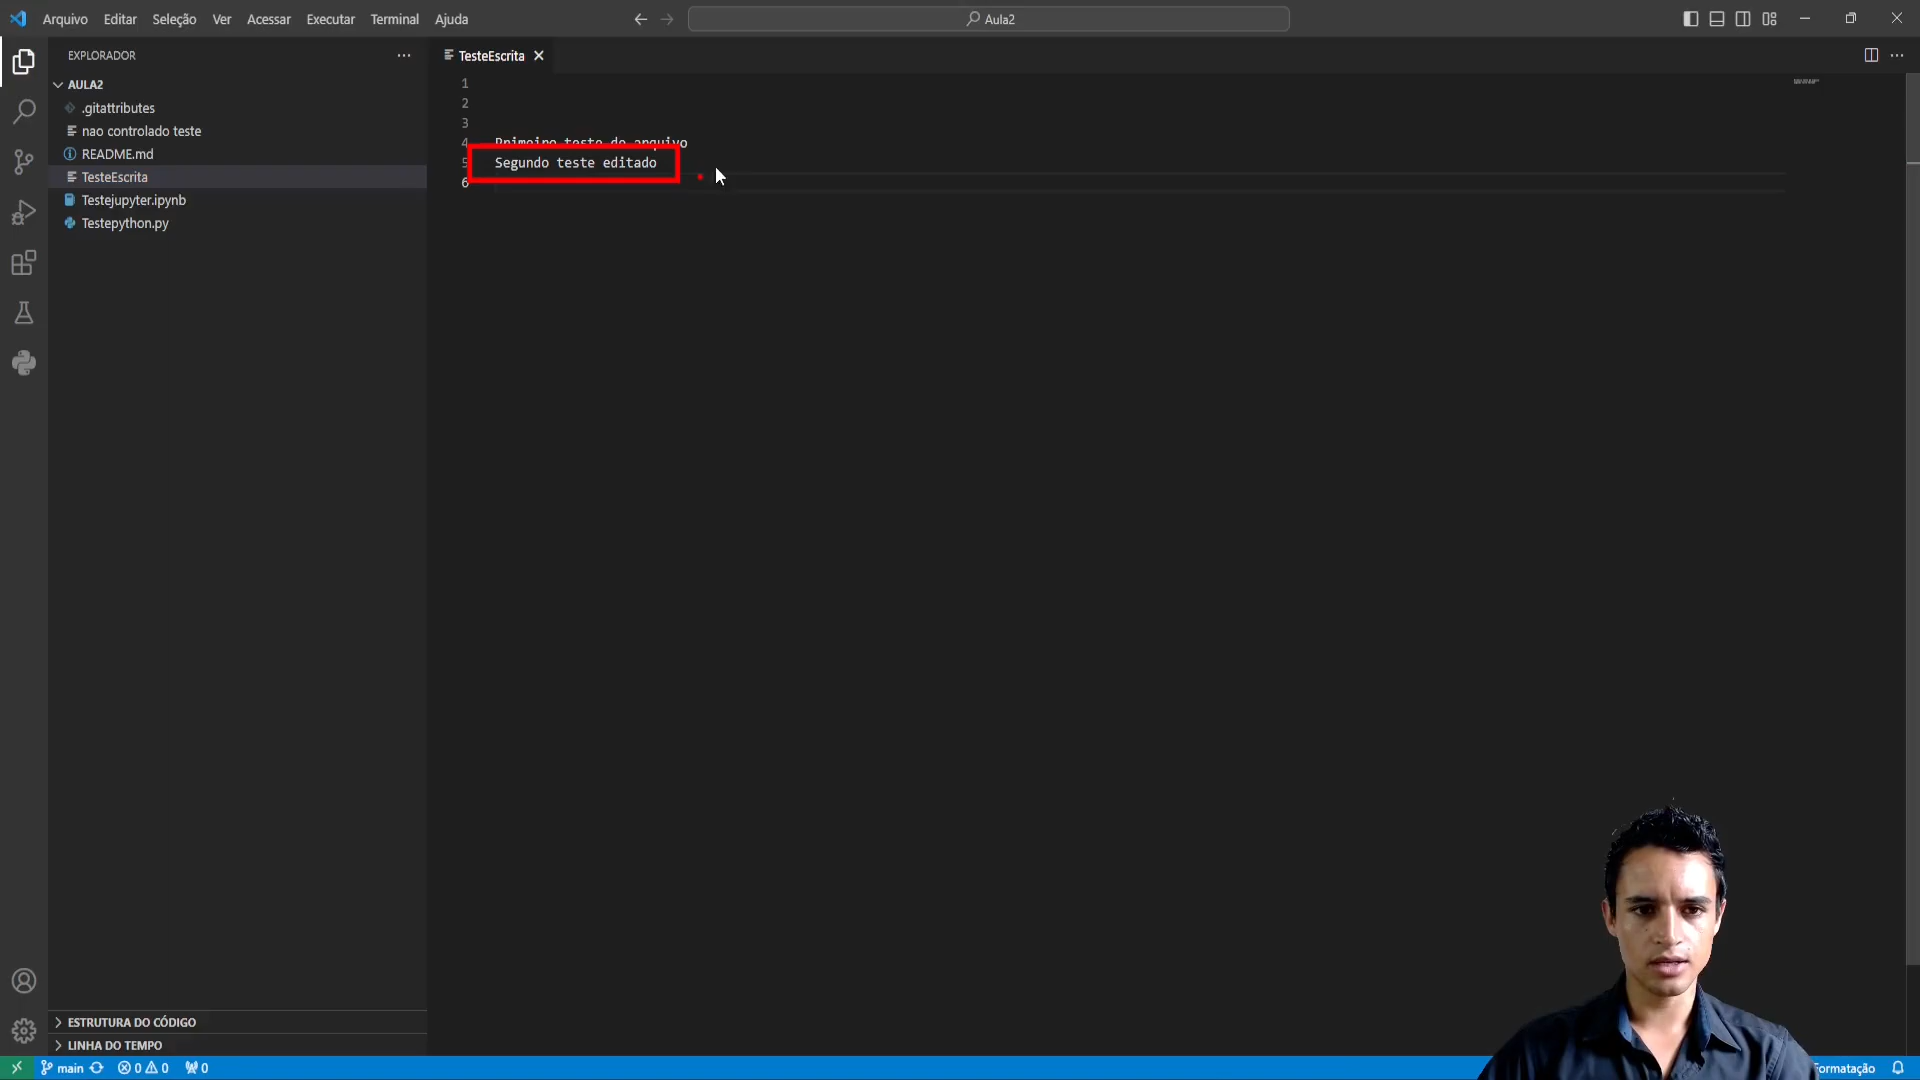 Arquivo Editar Seleção Ver Acessar Executar Terminal Ajuda
Aula2
EXPLORADOR
TesteEscrita
AULA2
.gitattributes
nao controlado teste
README.md
TesteEscrita
Testejupyter.ipynb
Testepython.py
1
2
3
4 Primeiro teste do arquivo
5 Segundo teste editado
6
ESTRUTURA DO CÓDIGO
LINHA DO TEMPO
main 0 0 0
Formatação